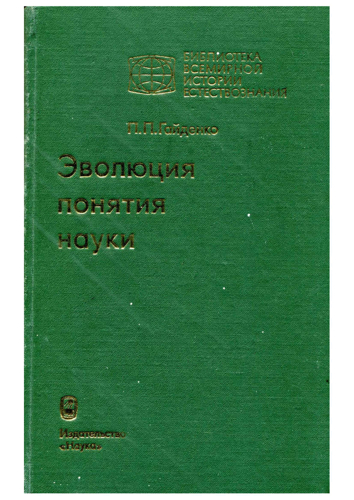 БИБЛИОТЕКА
ВСЕМИРНОЙ
ИСТОРИИ
ЕСТЕСТВОЗНАНИЯ
П.П.Гайденко
Эволюция
понятия
науки
Издательство
«Наука»